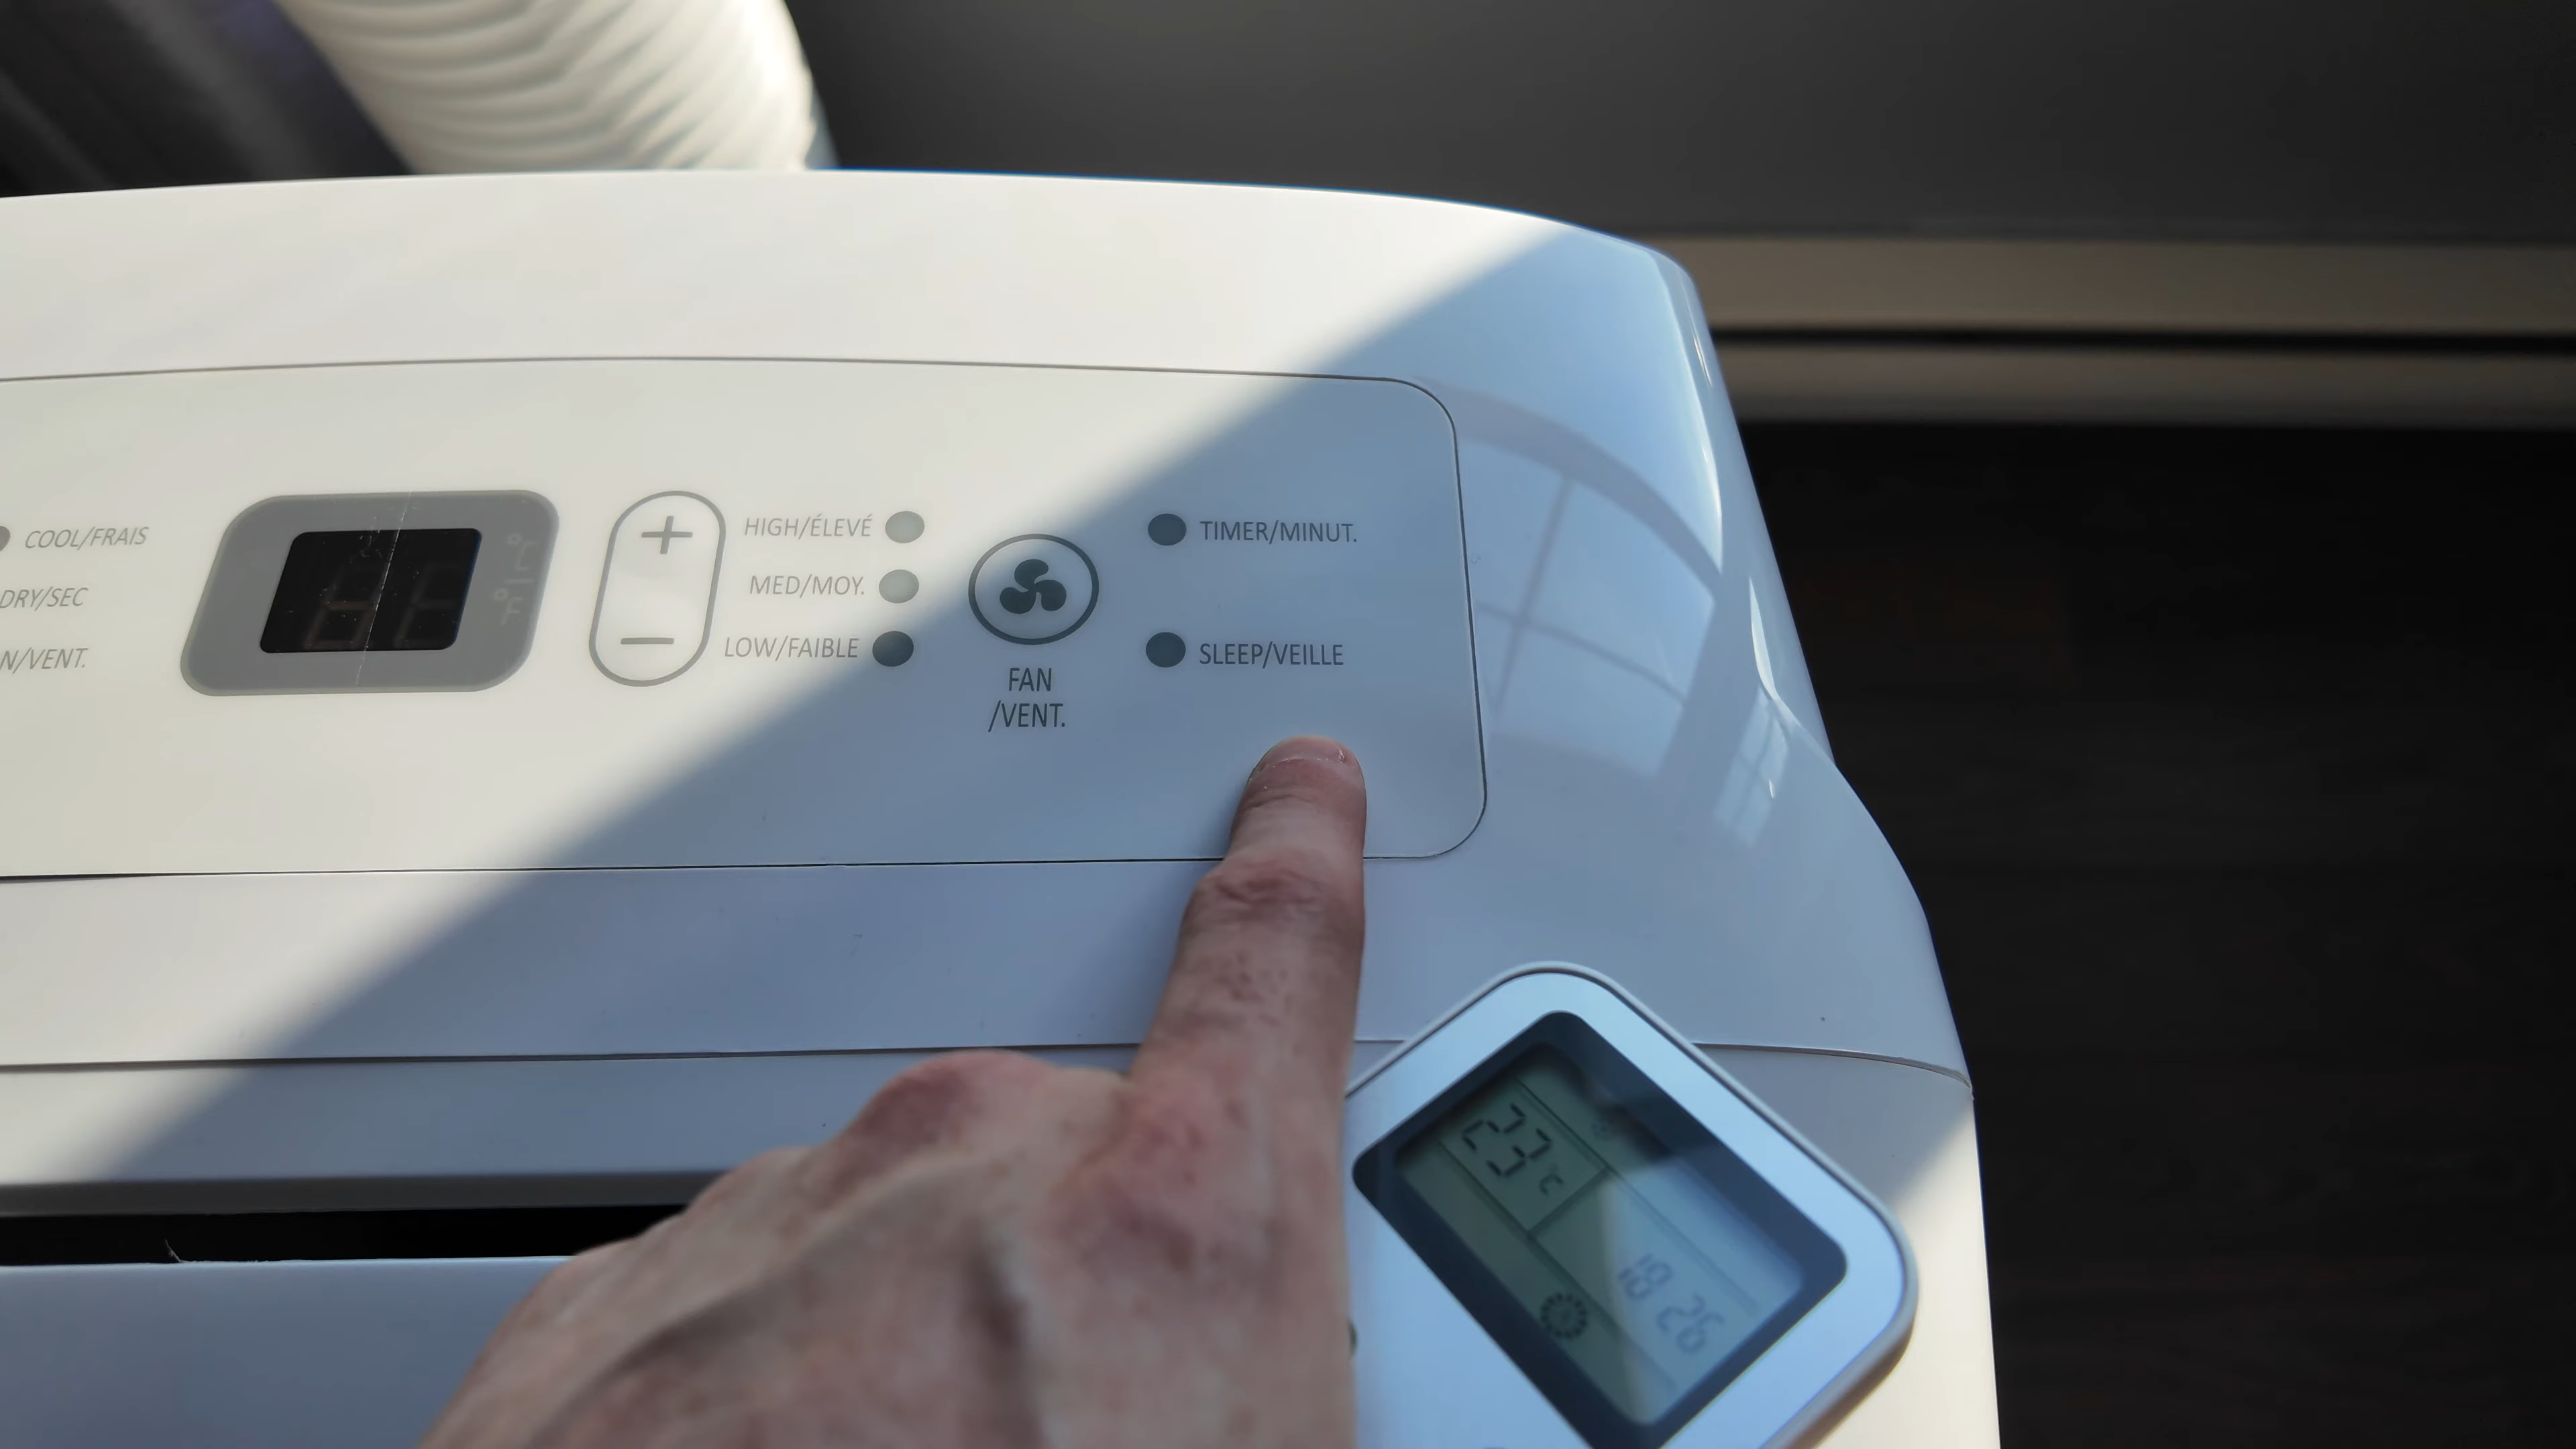 COOL/FRAIS
DRY/SEC
N/VENT.
°C
°F
+
–
HIGH/ÉLEVÉ
MED/MOY.
LOW/FAIBLE
FAN
/VENT.
TIMER/MINUT.
SLEEP/VEILLE
23 °C
18 26